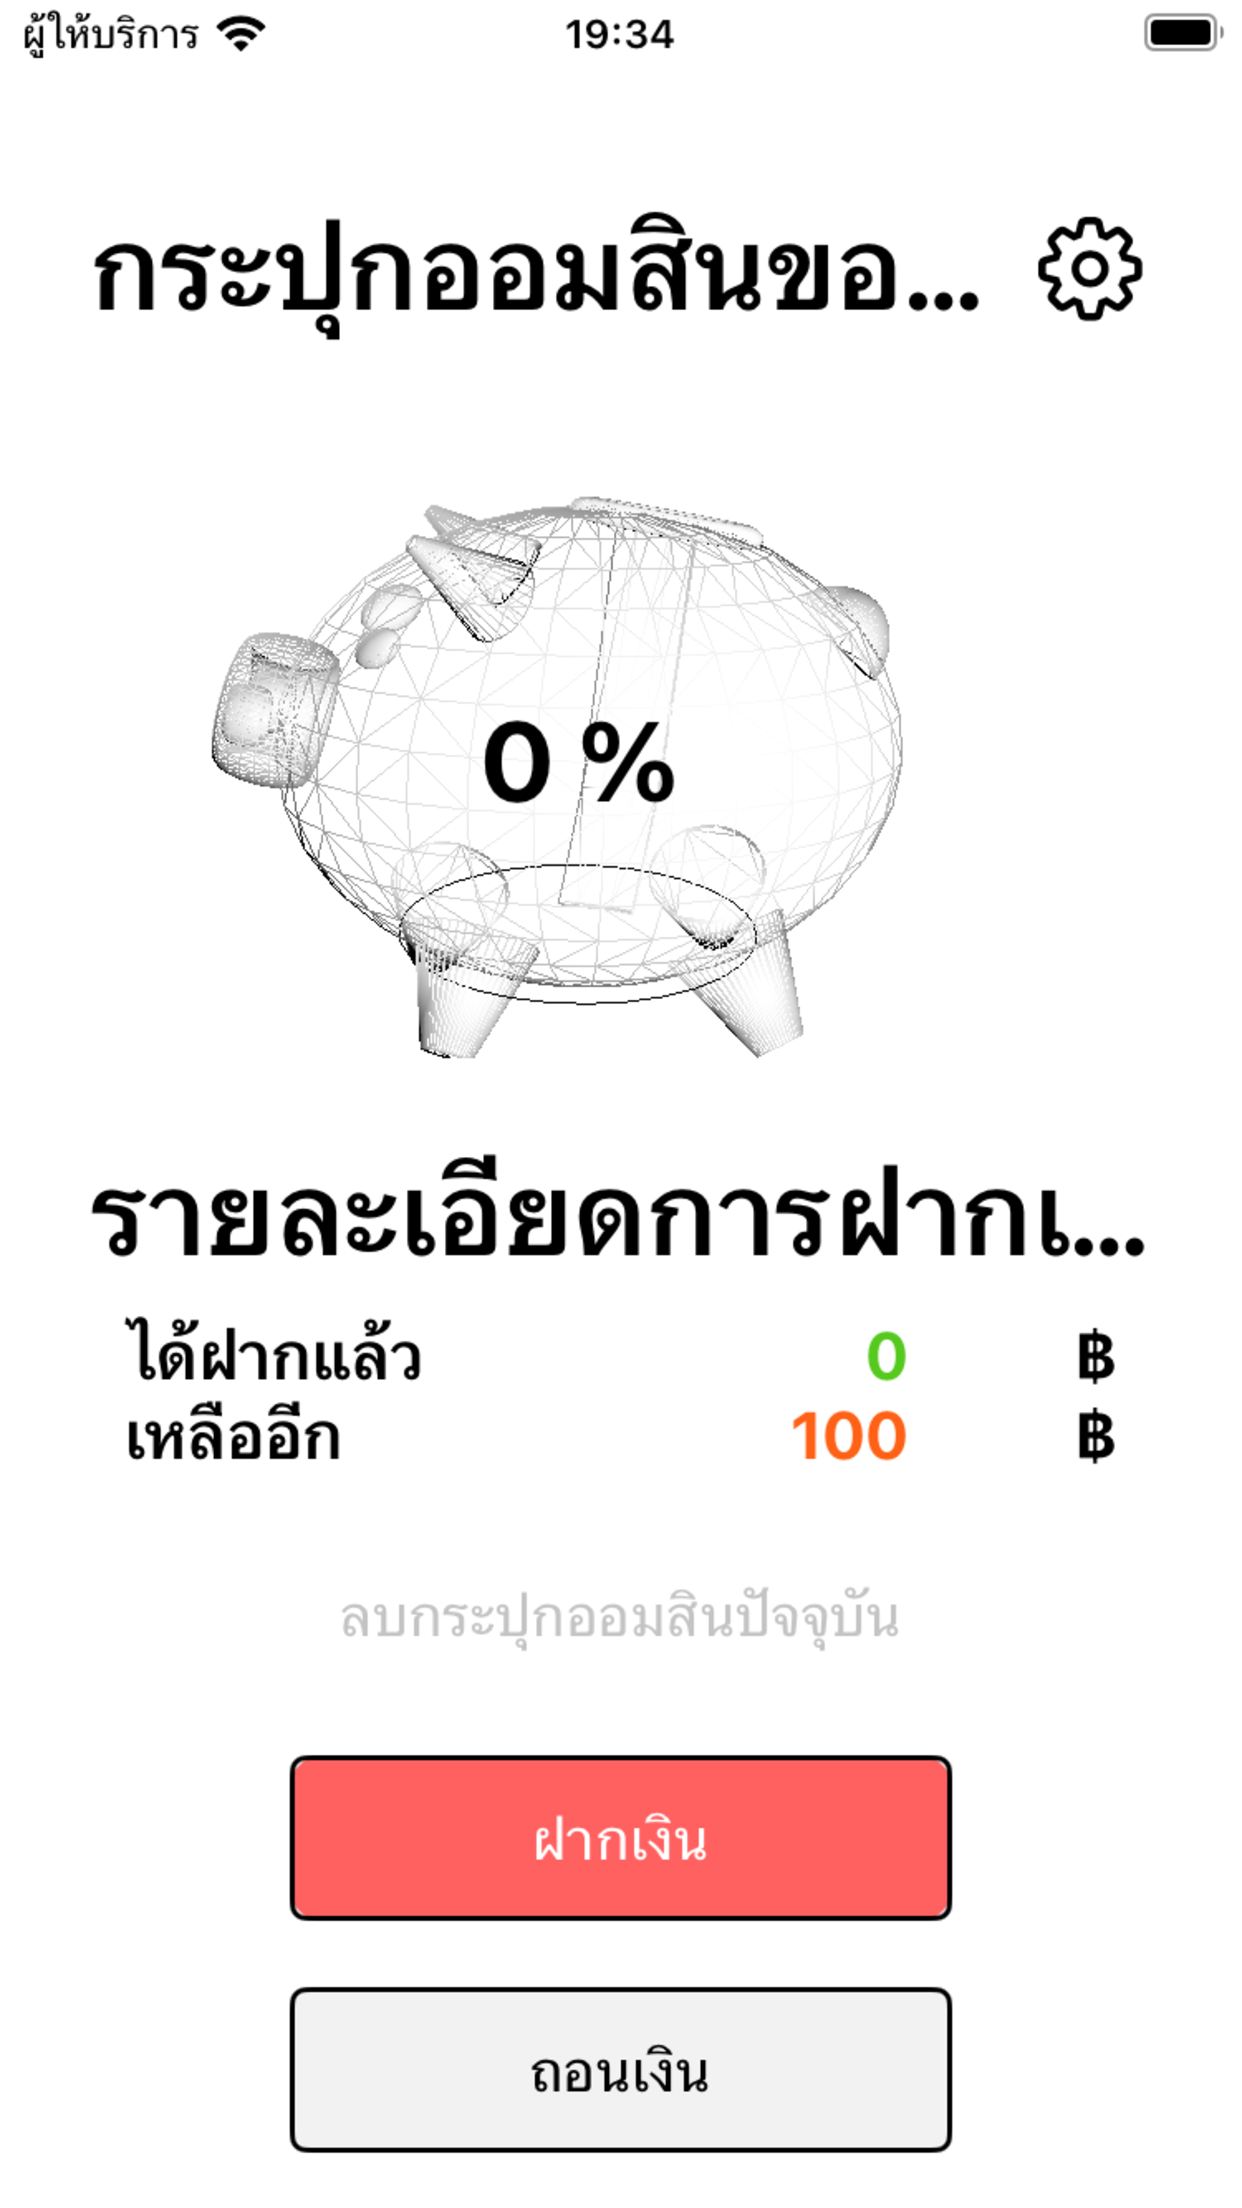 ผู้ให้บริการ 19:34
กระปุกออมสินขอ...
0 %
รายละเอียดการฝากเ...
ได้ฝากแล้ว 0 ฿
เหลืออีก 100 ฿
ลบกระปุกออมสินปัจจุบัน
ฝากเงิน
ถอนเงิน